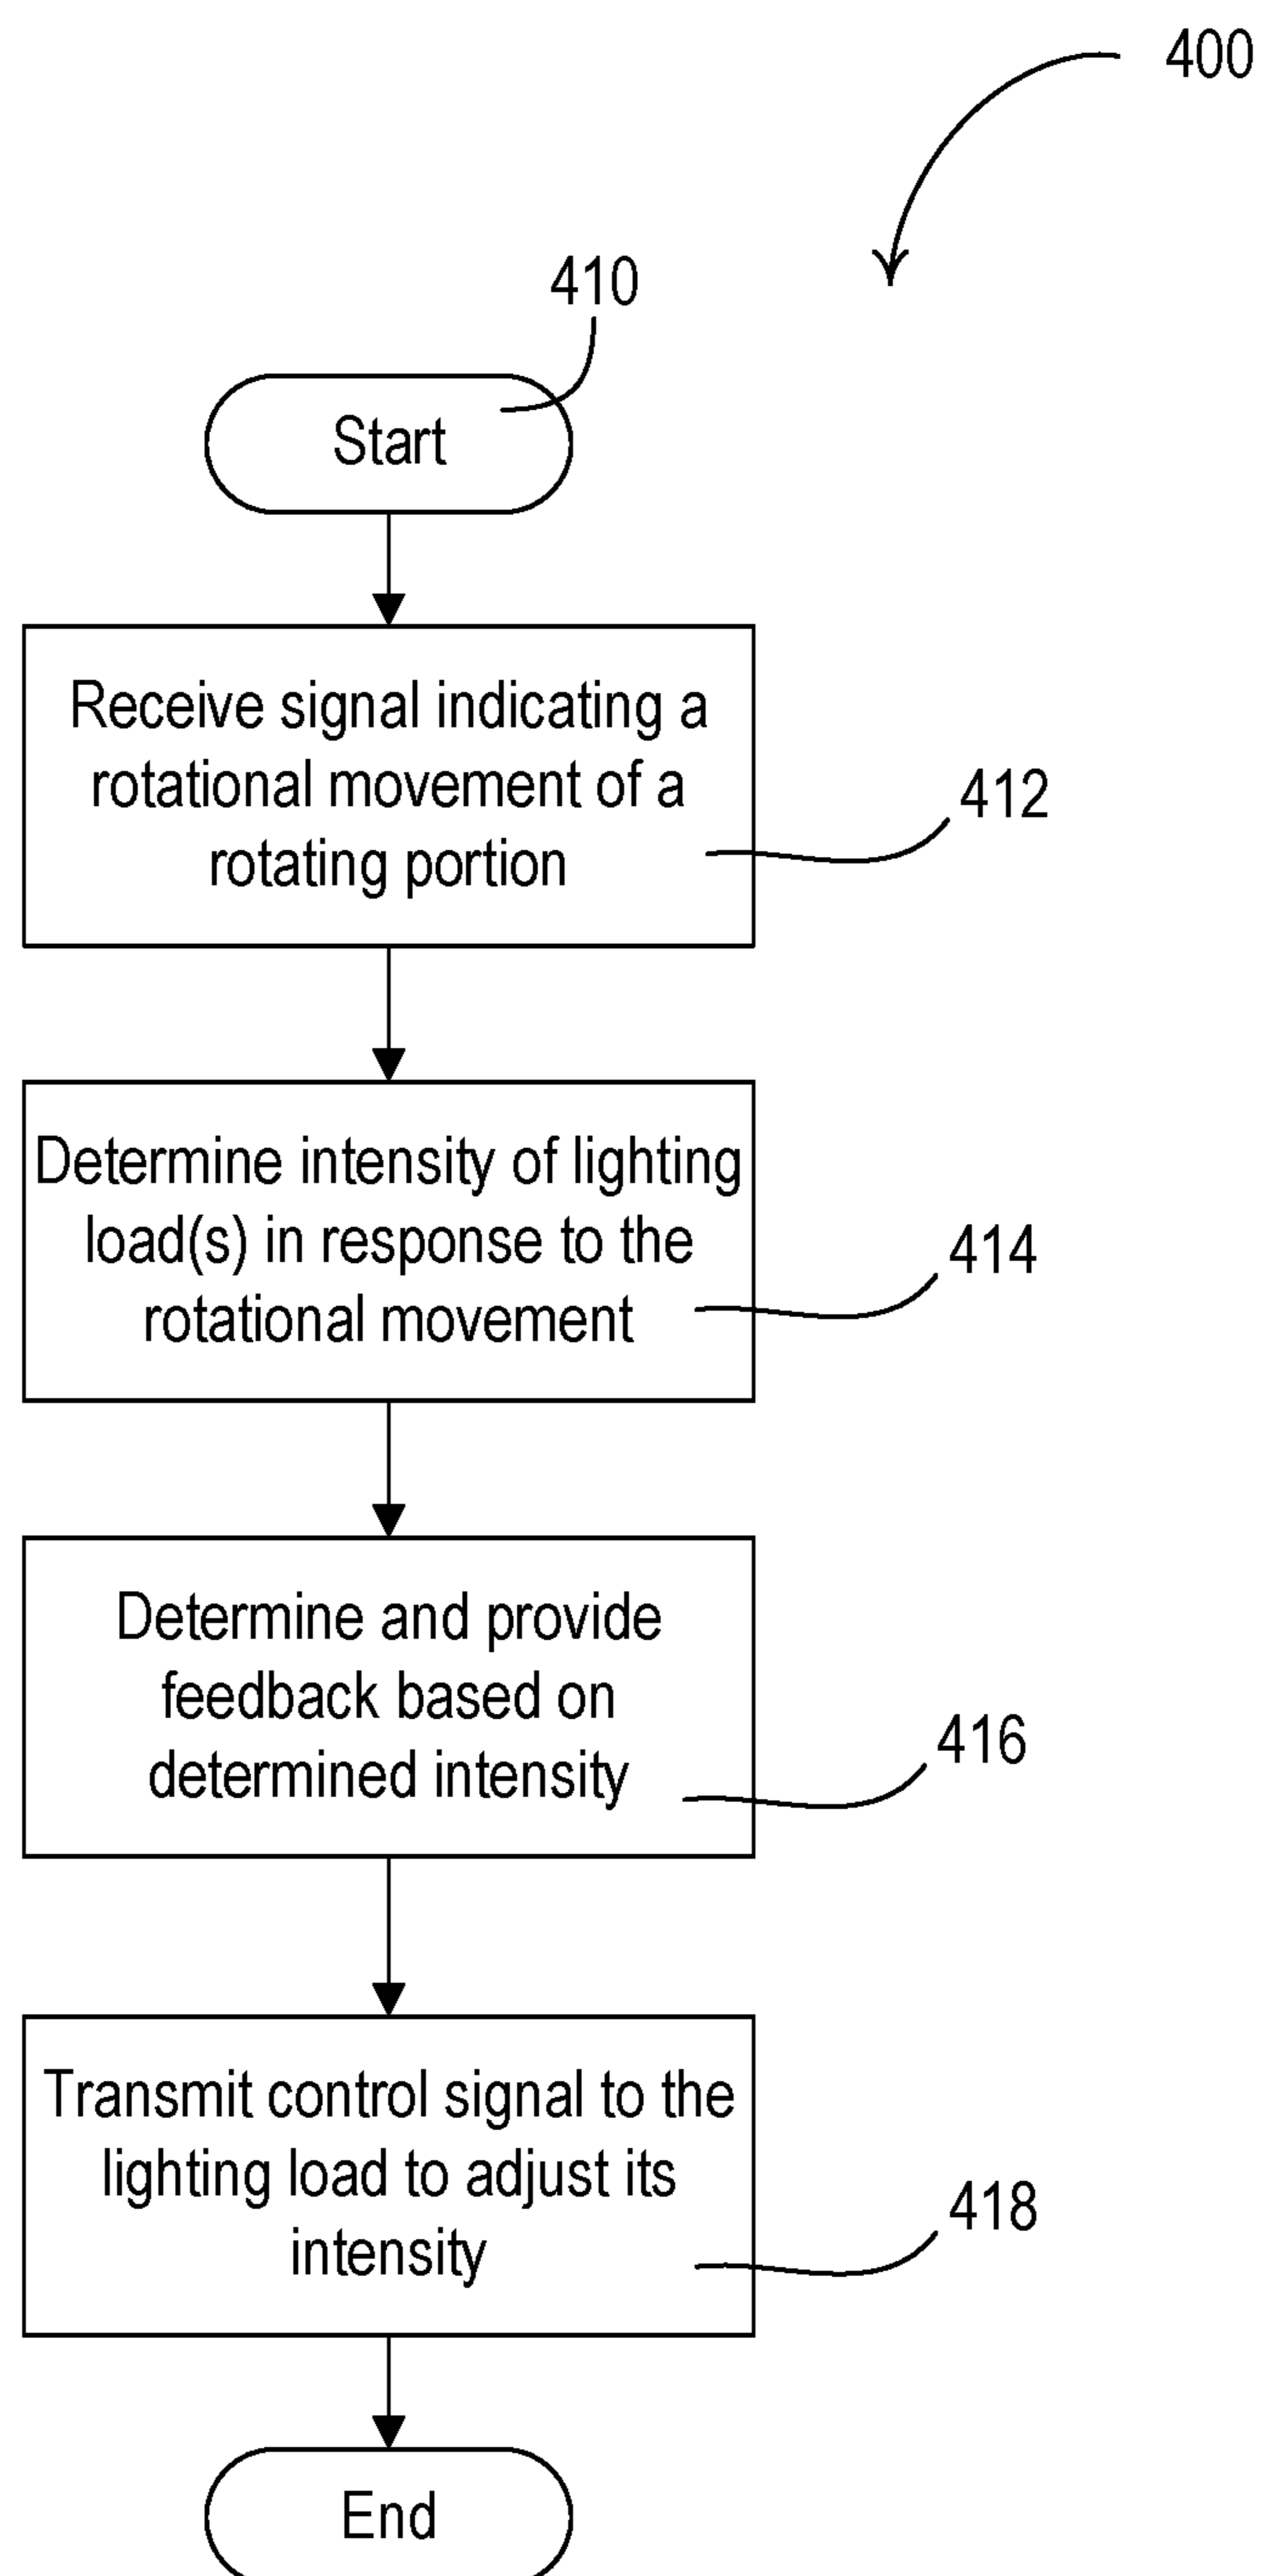 400
410
Start
Receive signal indicating a
rotational movement of a
rotating portion
412
Determine intensity of lighting
load(s) in response to the
rotational movement
414
Determine and provide
feedback based on
determined intensity
416
Transmit control signal to the
lighting load to adjust its
intensity
418
End